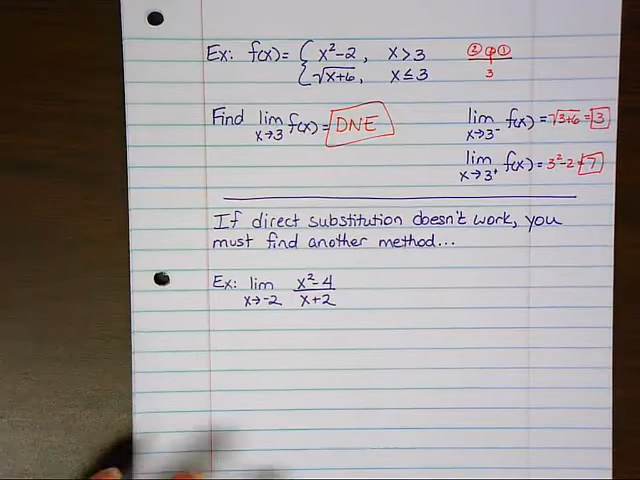 Ex: f(x) = { x²-2, x>3 ② ①
√x+6, x≤3 3
Find lim f(x) = DNE lim f(x) = √3+6 = 3
x→3 x→3⁻
lim f(x) = 3²-2 = 7
x→3⁺
If direct substitution doesn't work, you
must find another method...
Ex: lim x²-4
x→-2 x+2